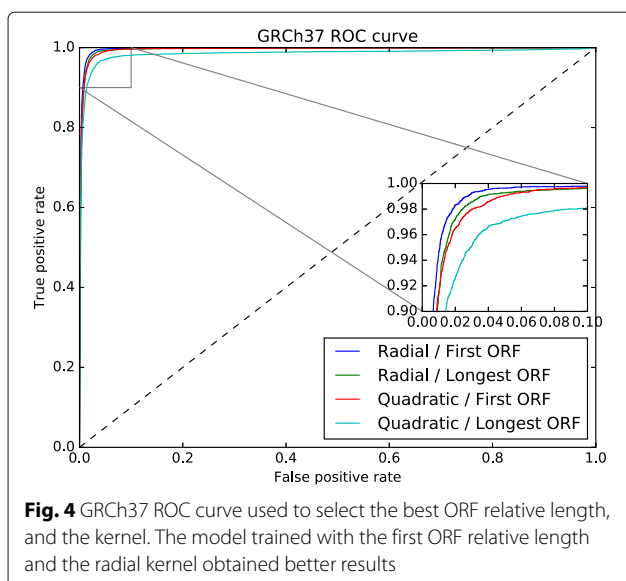 GRCh37 ROC curve
1.0
0.8
0.6
0.4
0.2
0.0
True positive rate
1.00
0.98
0.96
0.94
0.92
0.90
0.00 0.02 0.04 0.06 0.08 0.10
Radial / First ORF
Radial / Longest ORF
Quadratic / First ORF
Quadratic / Longest ORF
0.2 0.4 0.6 0.8 1.0
False positive rate
Fig. 4 GRCh37 ROC curve used to select the best ORF relative length,
and the kernel. The model trained with the first ORF relative length
and the radial kernel obtained better results